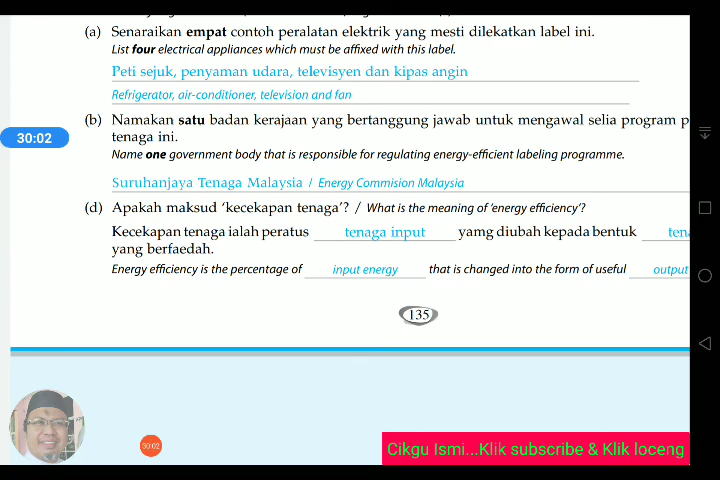 (a) Senaraikan empat contoh peralatan elektrik yang mesti dilekatkan label ini.
List four electrical appliances which must be affixed with this label.
Peti sejuk, penyaman udara, televisyen dan kipas angin
Refrigerator, air-conditioner, television and fan
(b) Namakan satu badan kerajaan yang bertanggung jawab untuk mengawal selia program p
tenaga ini.
30:02
Name one government body that is responsible for regulating energy-efficient labeling programme.
Suruhanjaya Tenaga Malaysia / Energy Commision Malaysia
(d) Apakah maksud 'kecekapan tenaga'? / What is the meaning of 'energy efficiency'?
Kecekapan tenaga ialah peratus tenaga input yamg diubah kepada bentuk ten
yang berfaedah.
Energy efficiency is the percentage of input energy that is changed into the form of useful output
135
30:02
Cikgu Ismi...Klik subscribe & Klik loceng